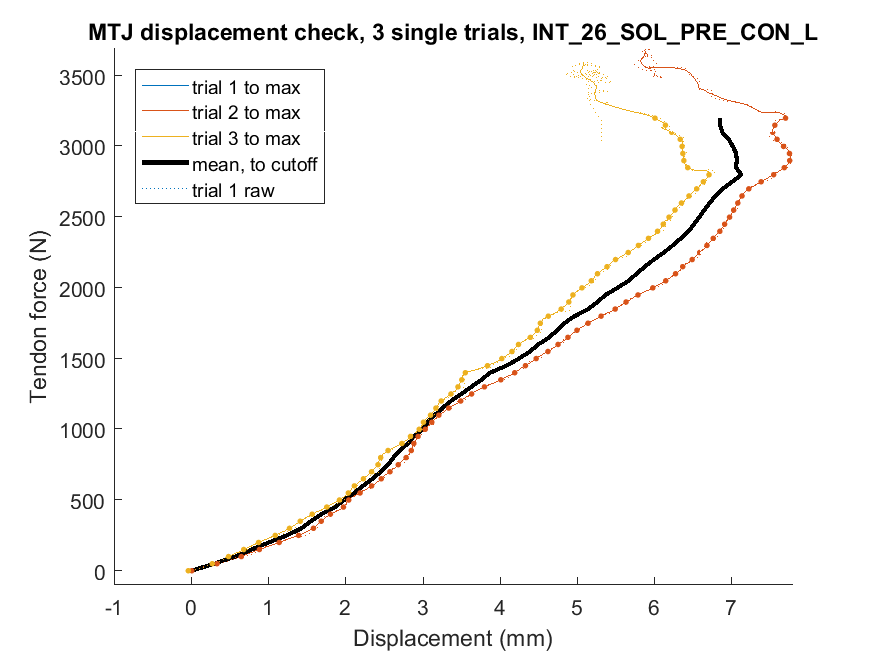 MTJ displacement check, 3 single trials, INT_26_SOL_PRE_CON_L
3500
3000
2500
2000
1500
1000
500
0
Tendon force (N)
trial 1 to max
trial 2 to max
trial 3 to max
mean, to cutoff
trial 1 raw
-1 0 1 2 3 4 5 6 7
Displacement (mm)